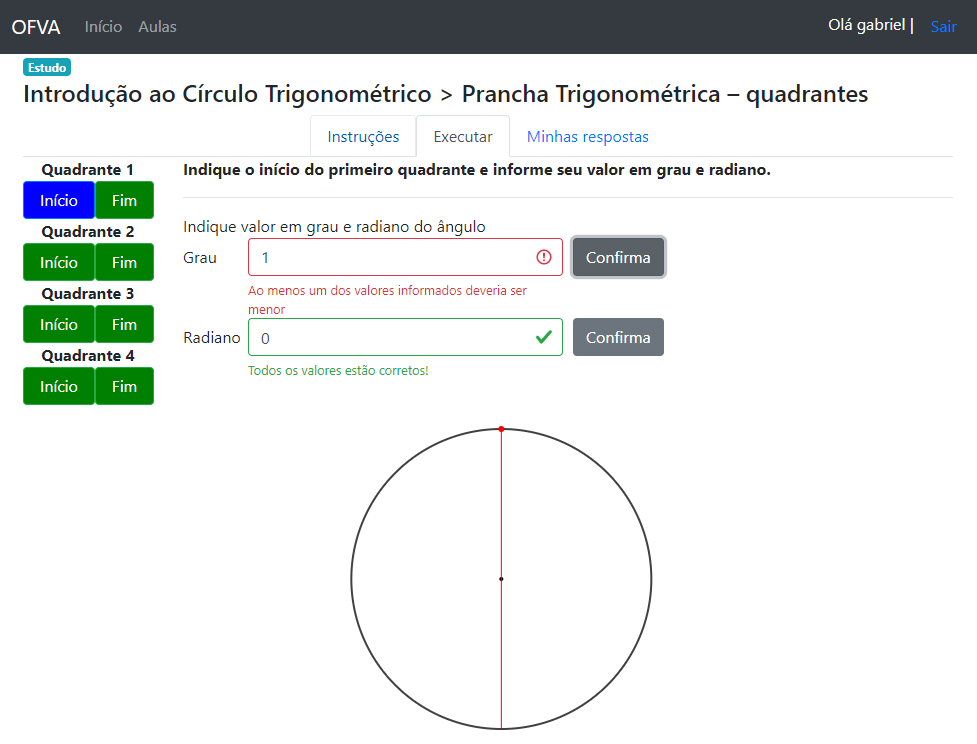 OFVA Início Aulas Olá gabriel | Sair
Estudo
Introdução ao Círculo Trigonométrico > Prancha Trigonométrica – quadrantes
Instruções Executar Minhas respostas
Quadrante 1
Início Fim
Quadrante 2
Início Fim
Quadrante 3
Início Fim
Quadrante 4
Início Fim
Indique o início do primeiro quadrante e informe seu valor em grau e radiano.
Indique valor em grau e radiano do ângulo
Grau 1 Confirma
Ao menos um dos valores informados deveria ser
menor
Radiano 0 Confirma
Todos os valores estão corretos!